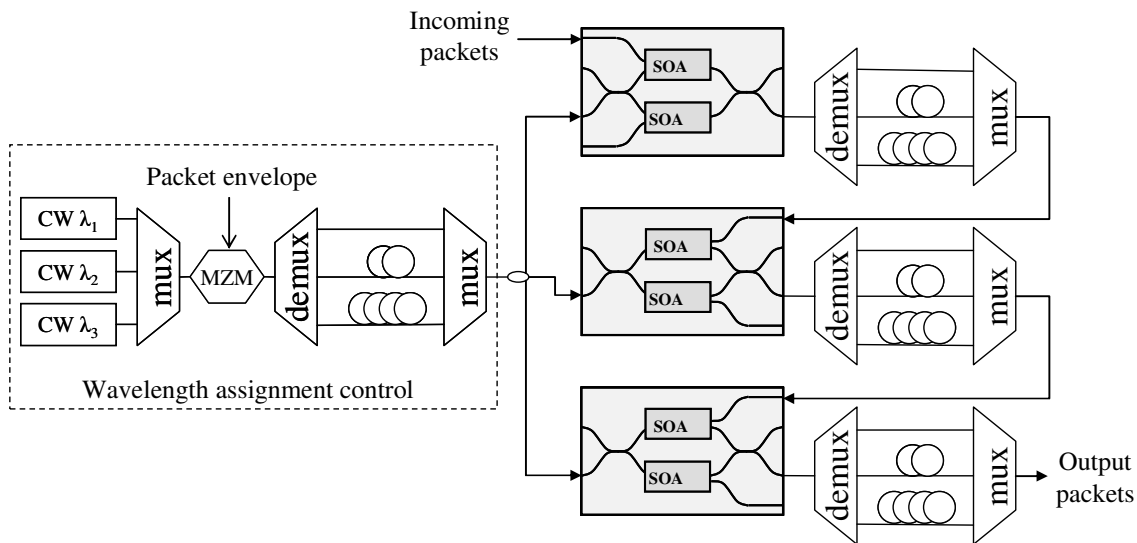 Incoming
packets
SOA
SOA
demux
mux
Packet envelope
CW λ1
CW λ2
CW λ3
mux
MZM
demux
mux
Wavelength assignment control
SOA
SOA
demux
mux
SOA
SOA
demux
mux
Output
packets